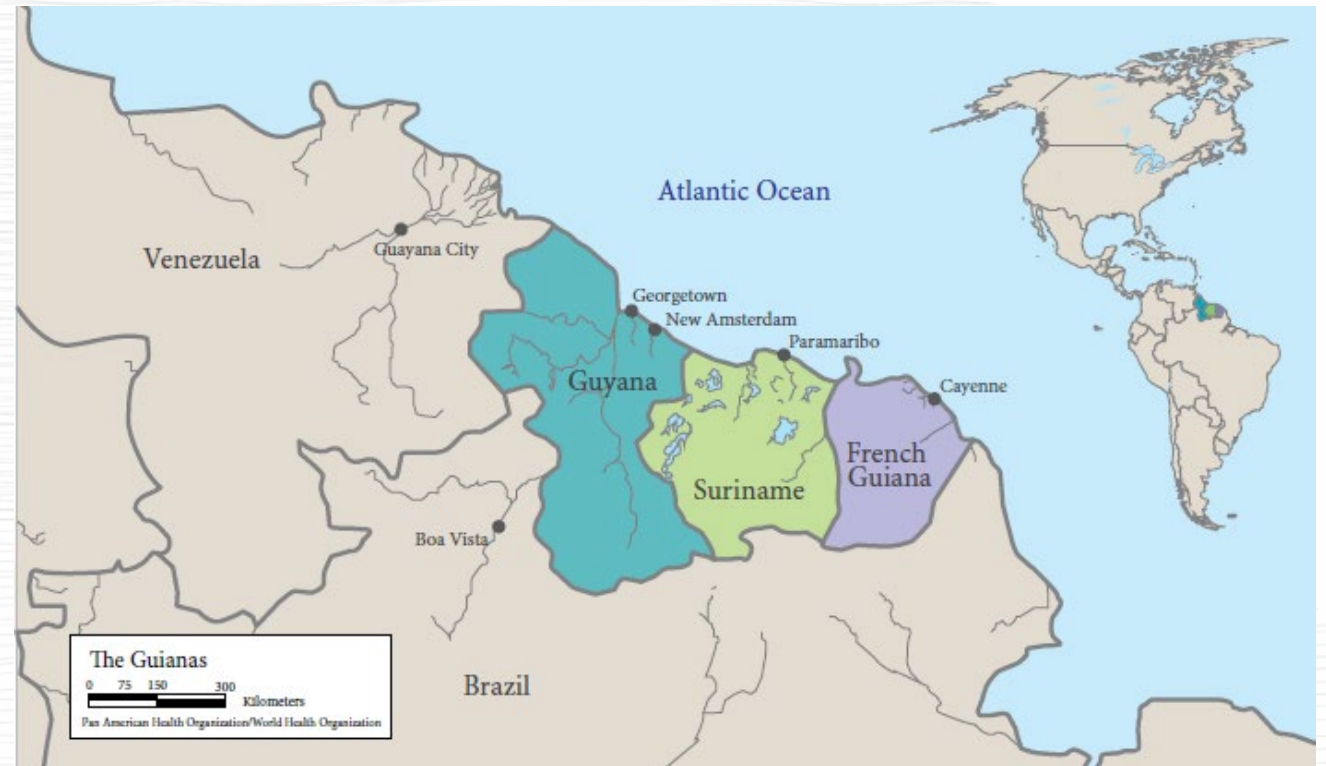 Atlantic Ocean
Venezuela
Guayana City
Georgetown
New Amsterdam
Paramaribo
Guyana
Cayenne
French
Guiana
Suriname
Boa Vista
Brazil
The Guianas
0 75 150 300
Kilometers
Pan American Health Organization/World Health Organization